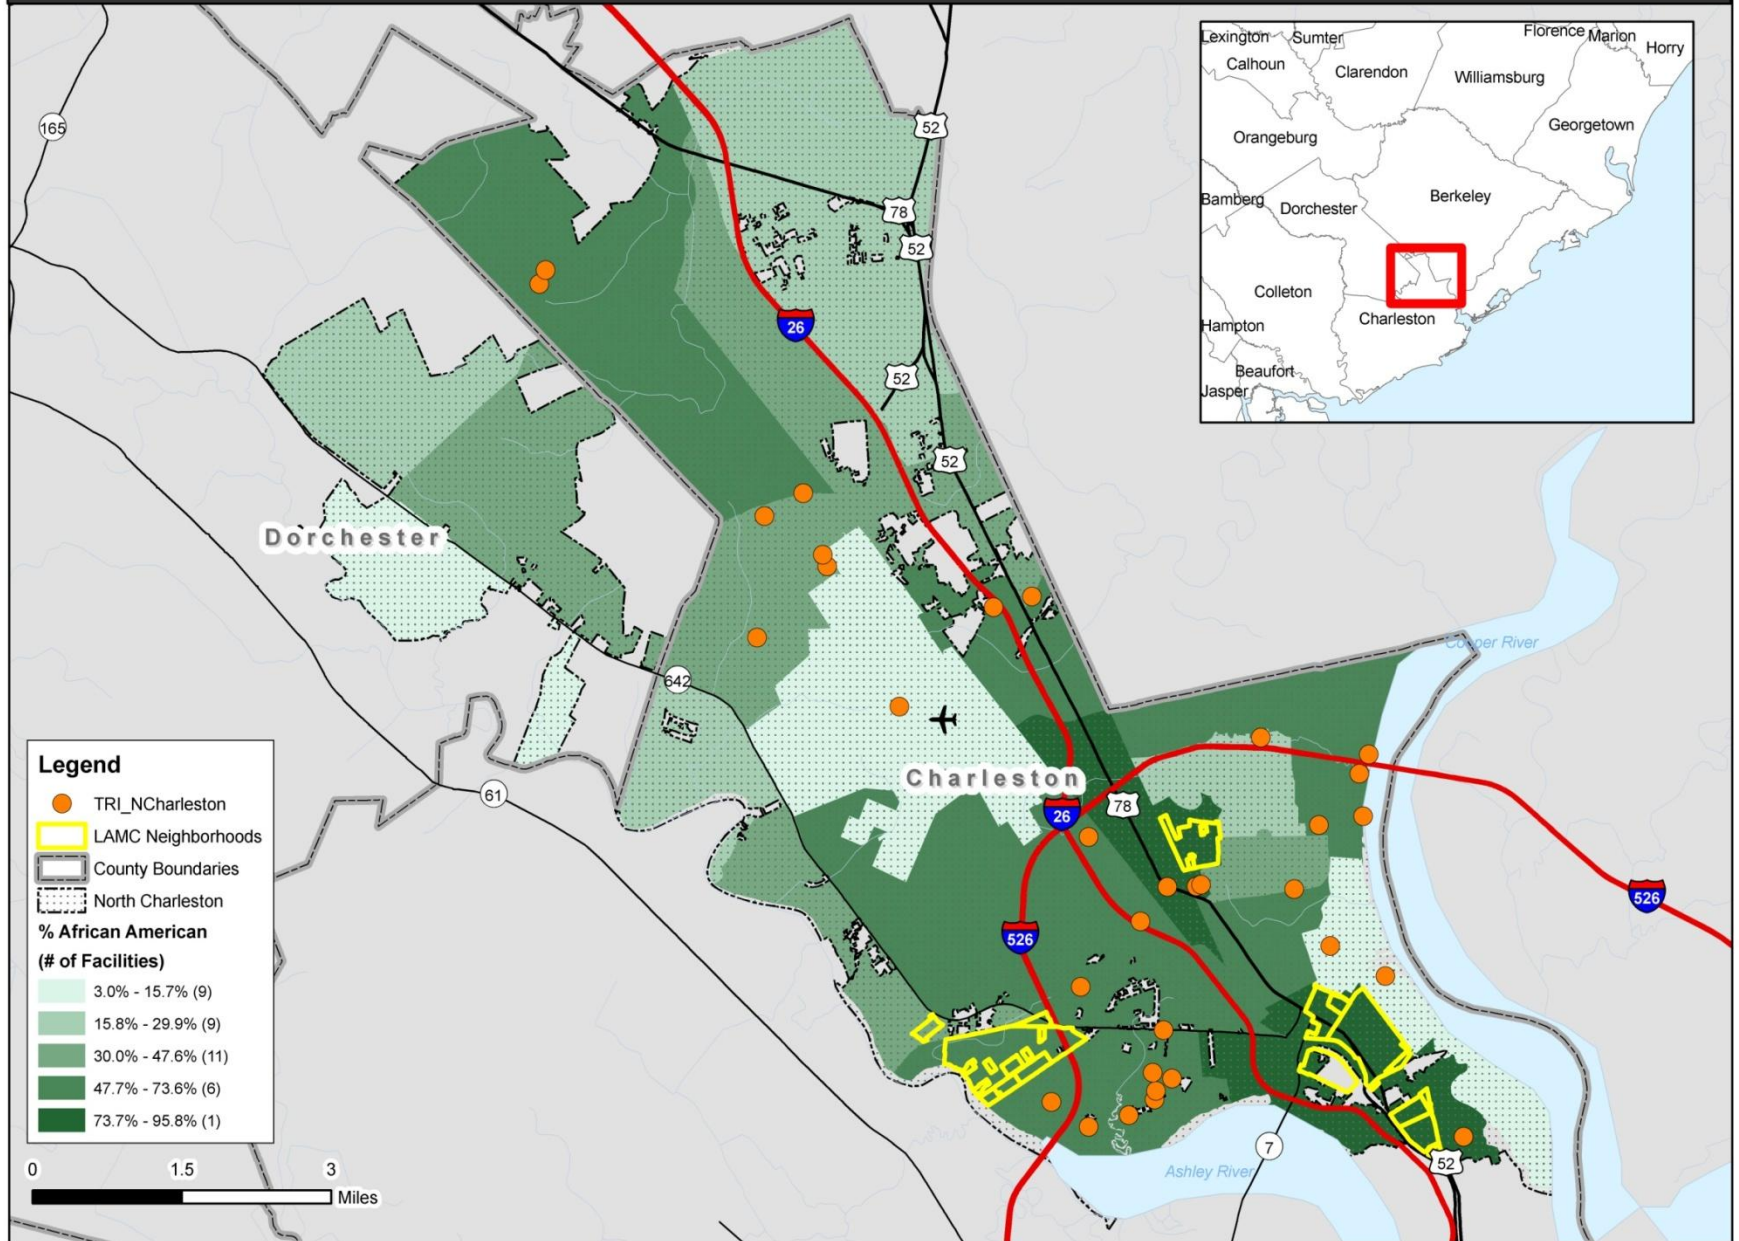 165
52
78
52
26
52
52
Dorchester
642
61
Charleston
26
78
526
526
7
52
Cooper River
Ashley River
Lexington
Sumter
Florence
Marion
Horry
Calhoun
Clarendon
Williamsburg
Orangeburg
Georgetown
Bamberg
Dorchester
Berkeley
Colleton
Charleston
Hampton
Beaufort
Jasper
Legend
TRI_NCharleston
LAMC Neighborhoods
County Boundaries
North Charleston
% African American
(# of Facilities)
3.0% - 15.7% (9)
15.8% - 29.9% (9)
30.0% - 47.6% (11)
47.7% - 73.6% (6)
73.7% - 95.8% (1)
0 1.5 3
Miles